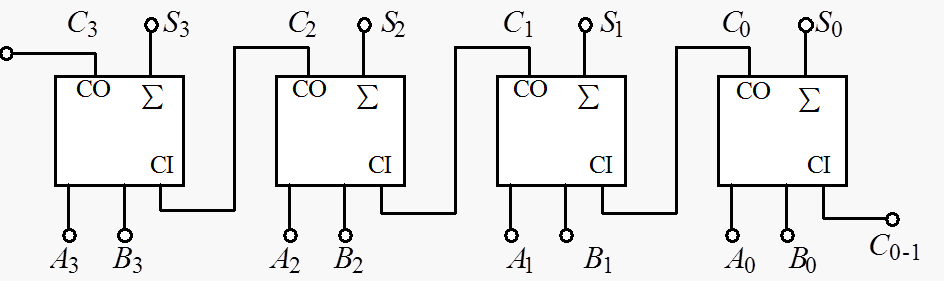 C₃ S₃ C₂ S₂ C₁ S₁ C₀ S₀
CO Σ CO Σ CO Σ CO Σ
CI CI CI CI
A₃ B₃ A₂ B₂ A₁ B₁ A₀ B₀ C₀₋₁